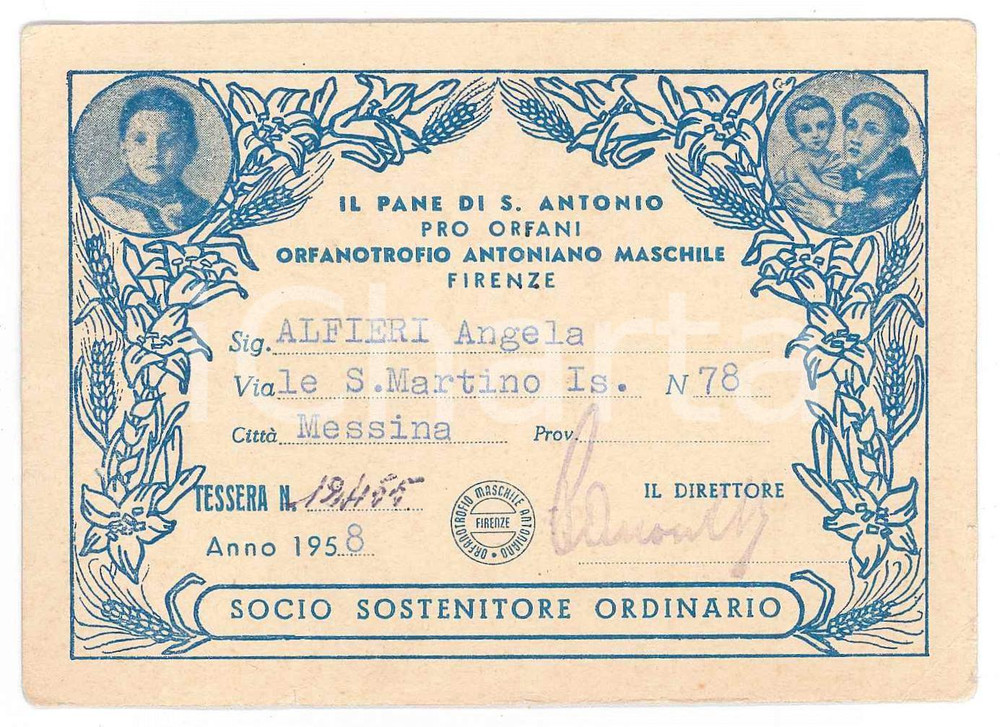 IL PANE DI S. ANTONIO
PRO ORFANI
ORFANOTROFIO ANTONIANO MASCHILE
FIRENZE
Sig. ALFIERI Angela
Viale S.Martino Is. N 78
Città Messina Prov.
TESSERA N. 19455
IL DIRETTORE
Anno 1958
ORFANOTROFIO MASCHILE ANTONIANO
FIRENZE
SOCIO SOSTENITORE ORDINARIO
iCharta